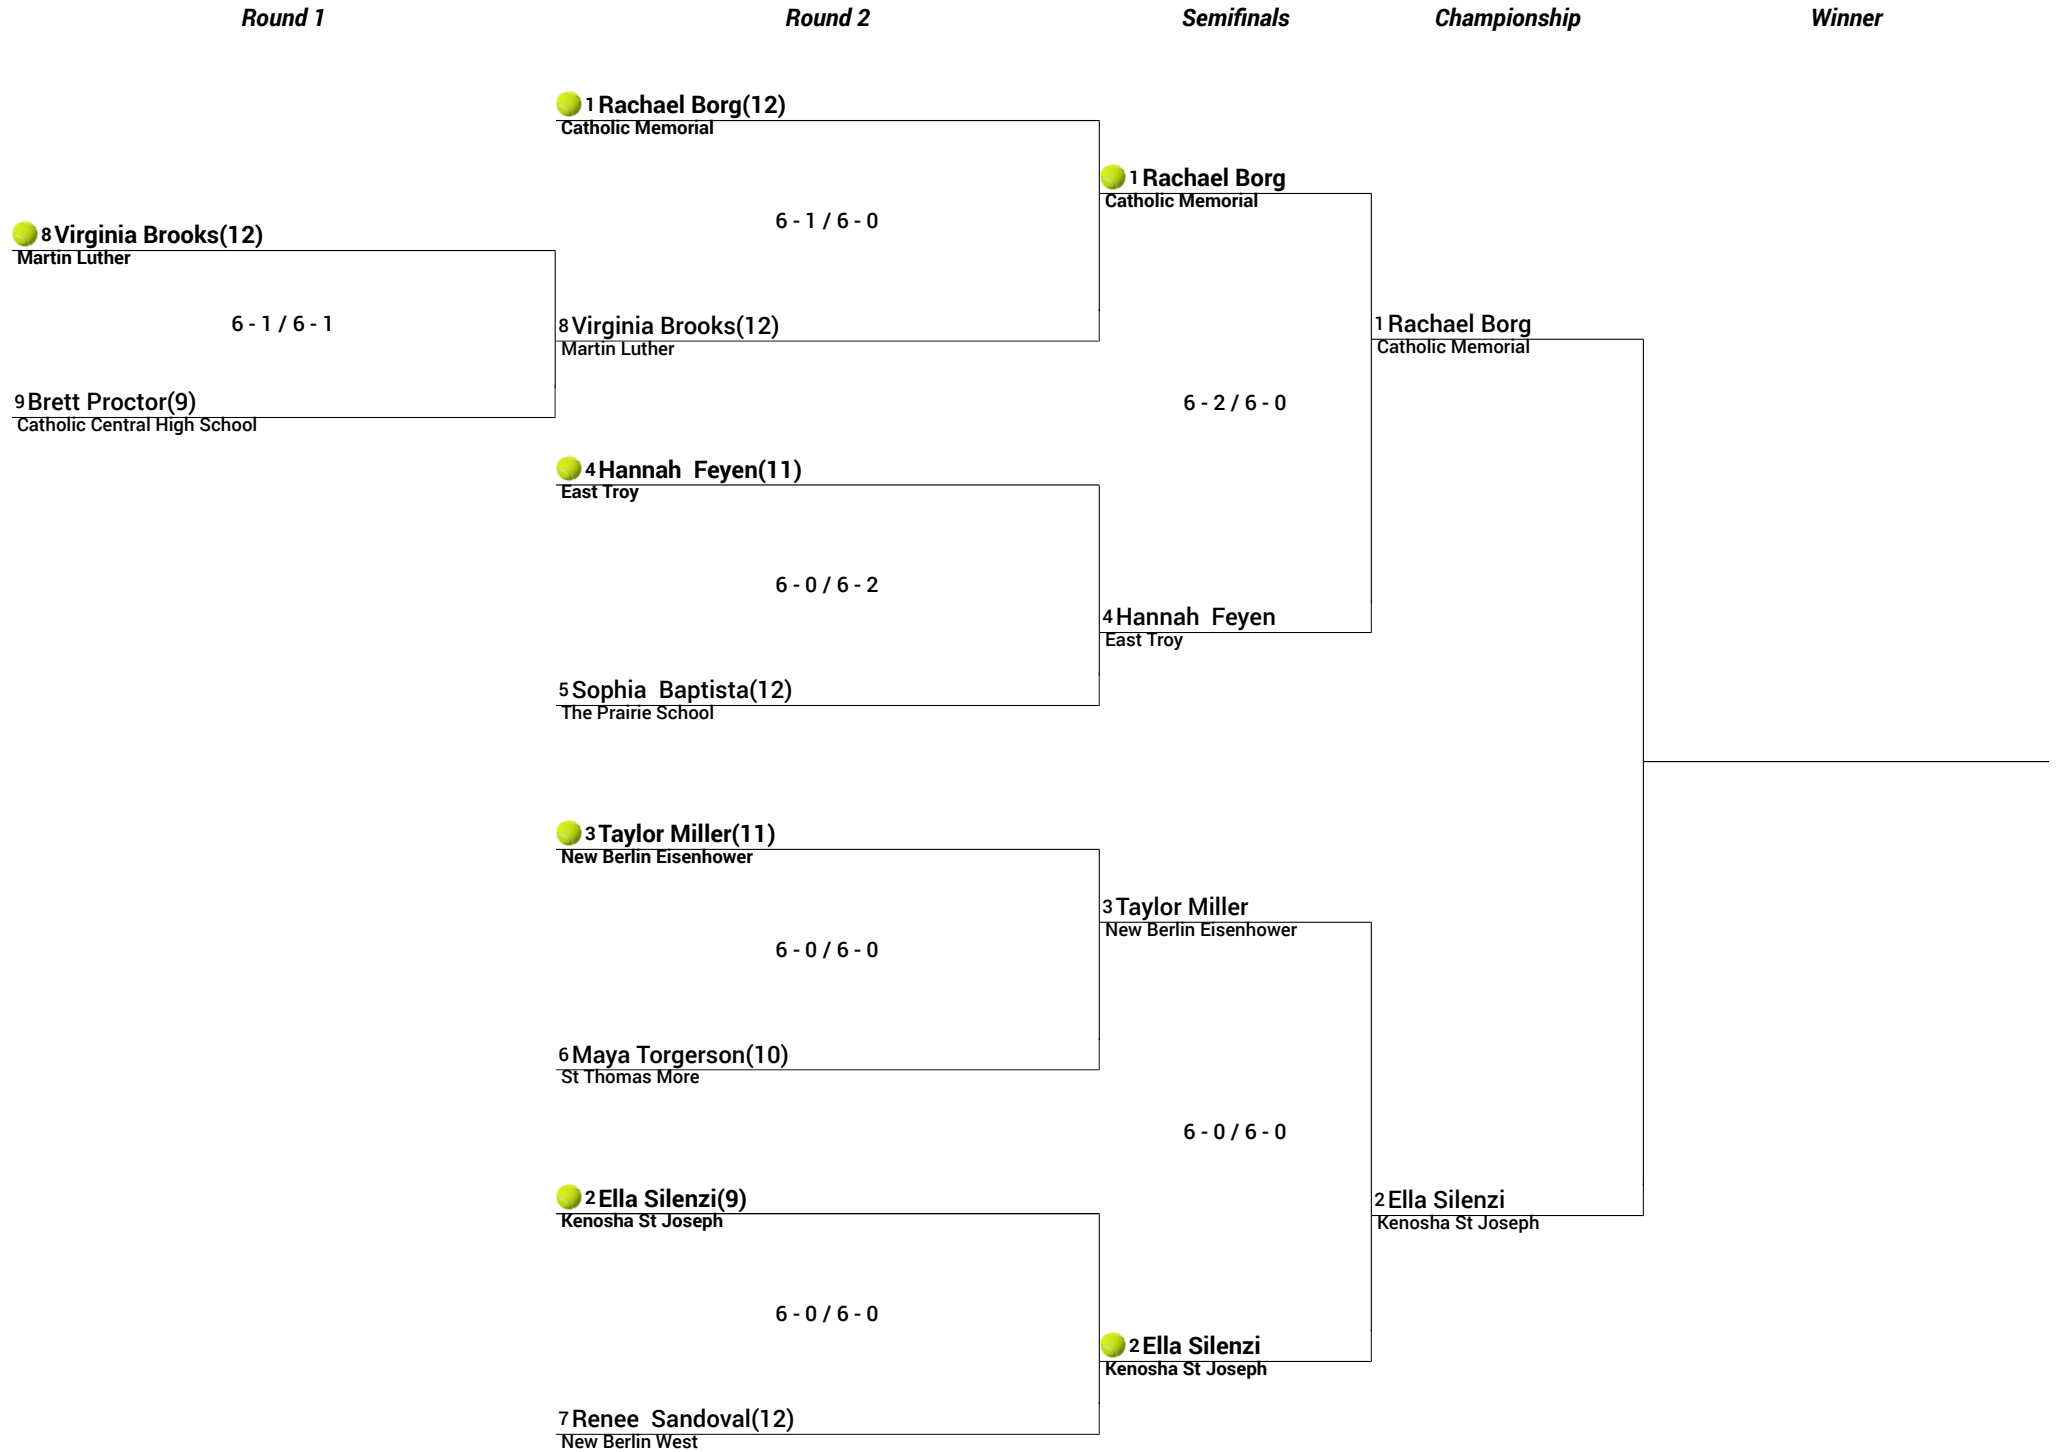 Round 1
Round 2
Semifinals
Championship
Winner
1 Rachael Borg(12)
Catholic Memorial
1 Rachael Borg
Catholic Memorial
6 - 1 / 6 - 0
8 Virginia Brooks(12)
Martin Luther
6 - 1 / 6 - 1
8 Virginia Brooks(12)
Martin Luther
1 Rachael Borg
Catholic Memorial
9 Brett Proctor(9)
Catholic Central High School
6 - 2 / 6 - 0
4 Hannah  Feyen(11)
East Troy
6 - 0 / 6 - 2
4 Hannah  Feyen
East Troy
5 Sophia  Baptista(12)
The Prairie School
3 Taylor Miller(11)
New Berlin Eisenhower
3 Taylor Miller
New Berlin Eisenhower
6 - 0 / 6 - 0
6 Maya Torgerson(10)
St Thomas More
6 - 0 / 6 - 0
2 Ella Silenzi(9)
Kenosha St Joseph
2 Ella Silenzi
Kenosha St Joseph
6 - 0 / 6 - 0
2 Ella Silenzi
Kenosha St Joseph
7 Renee  Sandoval(12)
New Berlin West